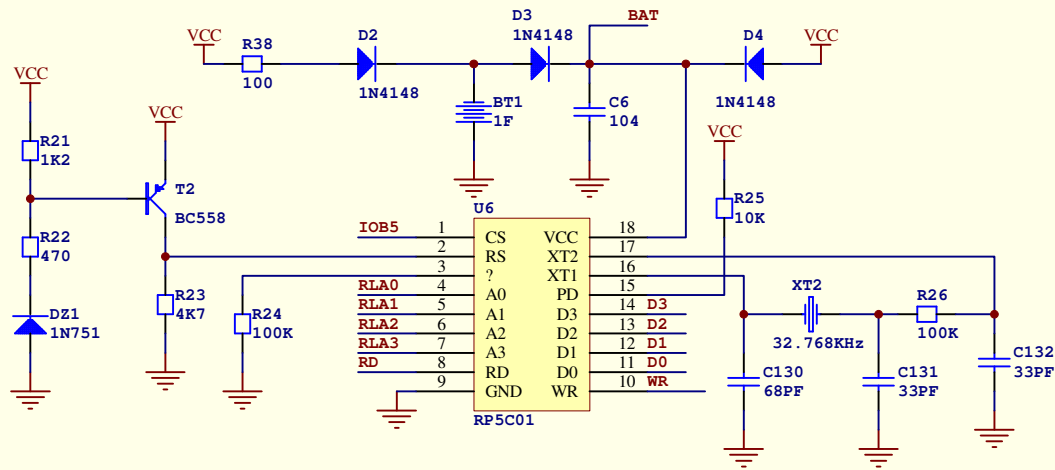 BAT
VCC
R38
100
D2
1N4148
D3
1N4148
D4
1N4148
VCC
VCC
R21
1K2
VCC
T2
BC558
BT1
1F
C6
104
VCC
R25
10K
R22
470
DZ1
1N751
R23
4K7
R24
100K
U6
IOB5
1
CS
VCC
18
2
RS
XT2
17
3
?
XT1
16
RLA0
4
A0
PD
15
RLA1
5
A1
D3
14
D3
RLA2
6
A2
D2
13
D2
RLA3
7
A3
D1
12
D1
RD
8
RD
D0
11
D0
9
GND
WR
10
WR
RP5C01
XT2
32.768KHz
R26
100K
C130
68PF
C131
33PF
C132
33PF